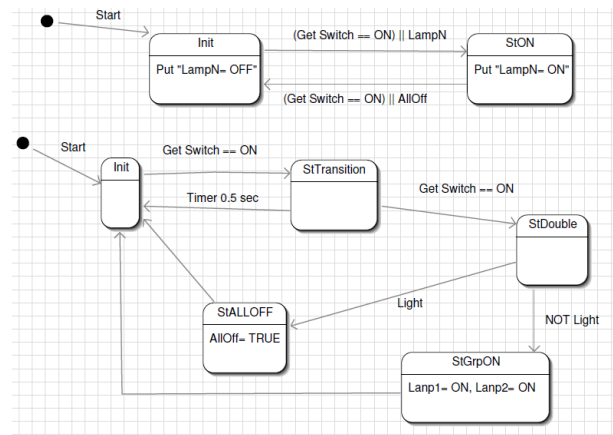 Start
Init
Put "LampN= OFF"
(Get Switch == ON) || LampN
StON
Put "LampN= ON"
(Get Switch == ON) || AllOff
Start
Init
Get Switch == ON
StTransition
Timer 0.5 sec
Get Switch == ON
StDouble
Light
NOT Light
StALLOFF
AllOff= TRUE
StGrpON
Lanp1= ON, Lanp2= ON